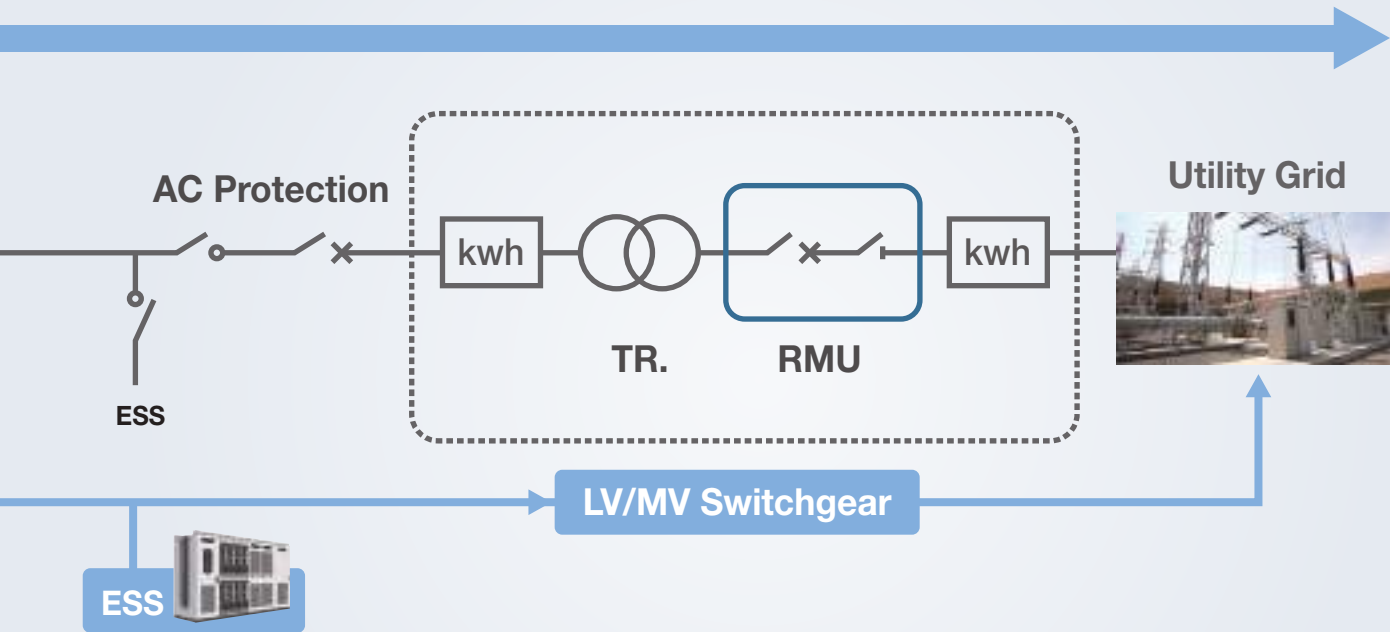 Utility Grid
AC Protection
kwh
kwh
TR.
RMU
ESS
LV/MV Switchgear
ESS